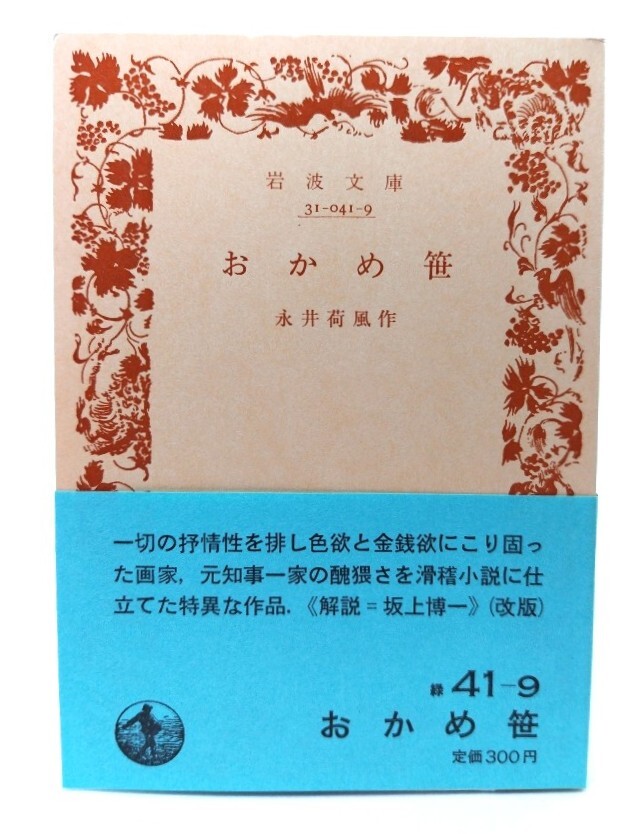 岩波文庫
31-041-9
おかめ笹
永井荷風作
一切の抒情性を排し色欲と金銭欲にこり固っ
た画家，元知事一家の醜猥さを滑稽小説に仕
立てた特異な作品．《解説＝坂上博一》(改版)
緑 41-9
おかめ笹
定価300円